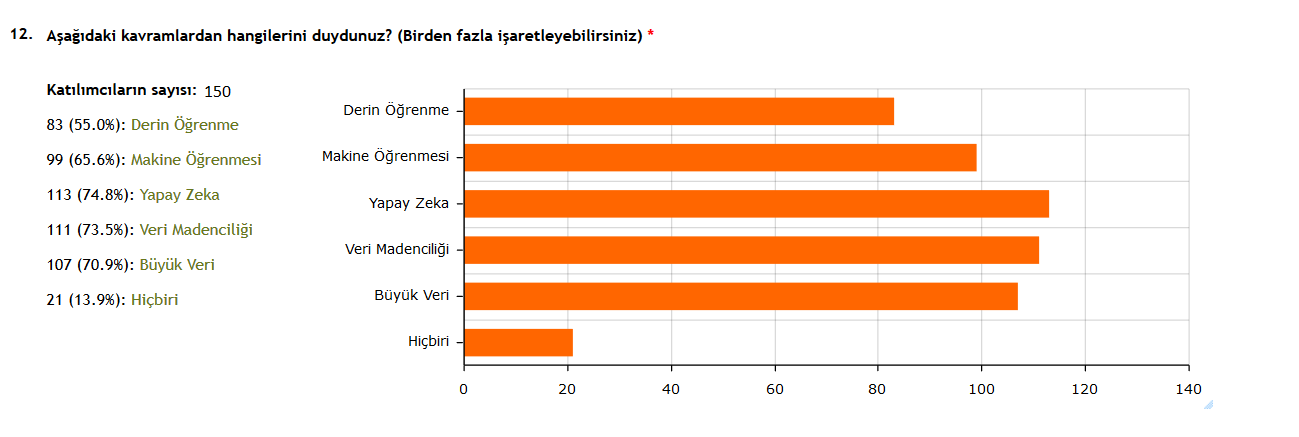 12. Aşağıdaki kavramlardan hangilerini duydunuz? (Birden fazla işaretleyebilirsiniz) *
Katılımcıların sayısı: 150
83 (55.0%): Derin Öğrenme
99 (65.6%): Makine Öğrenmesi
113 (74.8%): Yapay Zeka
111 (73.5%): Veri Madenciliği
107 (70.9%): Büyük Veri
21 (13.9%): Hiçbiri
Derin Öğrenme
Makine Öğrenmesi
Yapay Zeka
Veri Madenciliği
Büyük Veri
Hiçbiri
0 20 40 60 80 100 120 140